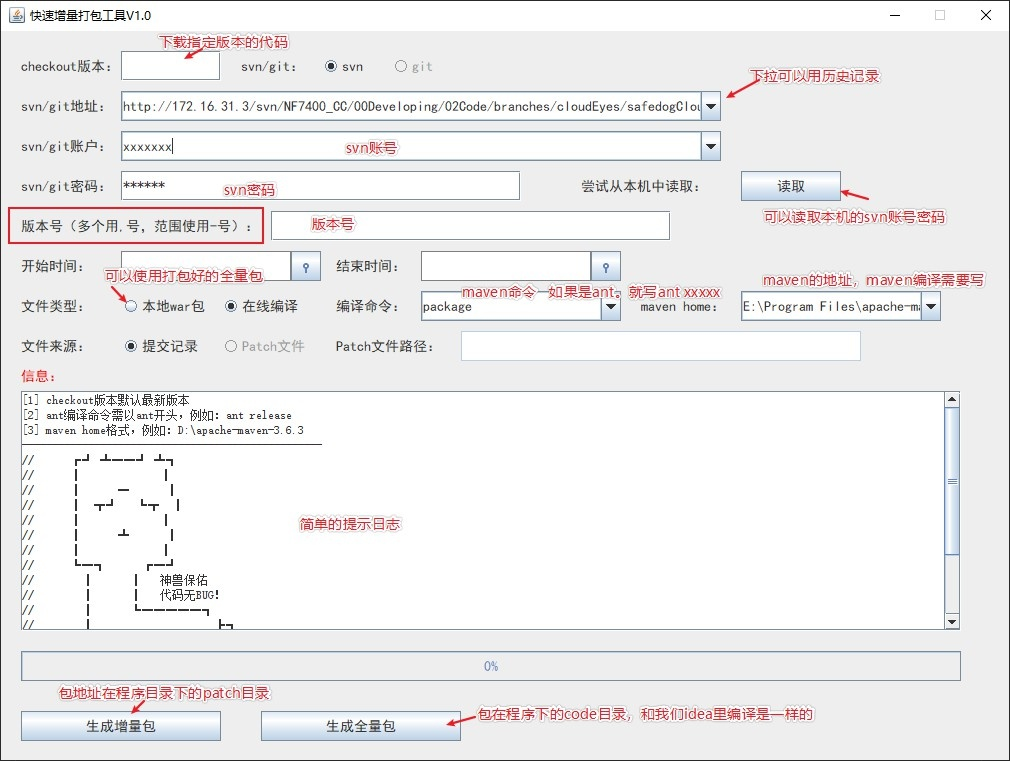 快速增量打包工具V1.0
下载指定版本的代码
checkout版本： svn/git： svn git
下拉可以用历史记录
svn/git地址： http://172.16.31.3/svn/NF7400_CC/00Developing/02Code/branches/cloudEyes/safedogClou
svn/git账户： xxxxxxx svn账号
svn/git密码： ****** svn密码 尝试从本机中读取： 读取
可以读取本机的svn账号密码
版本号（多个用,号，范围使用-号）： 版本号
开始时间： 结束时间：
可以使用打包好的全量包 maven的地址，maven编译需要写
maven命令 如果是ant，就写ant xxxxx
文件类型： 本地war包 在线编译 编译命令： package maven home： E:\Program Files\apache-ma
文件来源： 提交记录 Patch文件 Patch文件路径：
信息：
[1] checkout版本默认最新版本
[2] ant编译命令需以ant开头，例如：ant release
[3] maven home格式，例如：D:\apache-maven-3.6.3
//
//
//
//
//
简单的提示日志
//
//
//
// 神兽保佑
// 代码无BUG!
//
//
0%
包地址在程序目录下的patch目录
包在程序下的code目录，和我们idea里编译是一样的
生成增量包 生成全量包